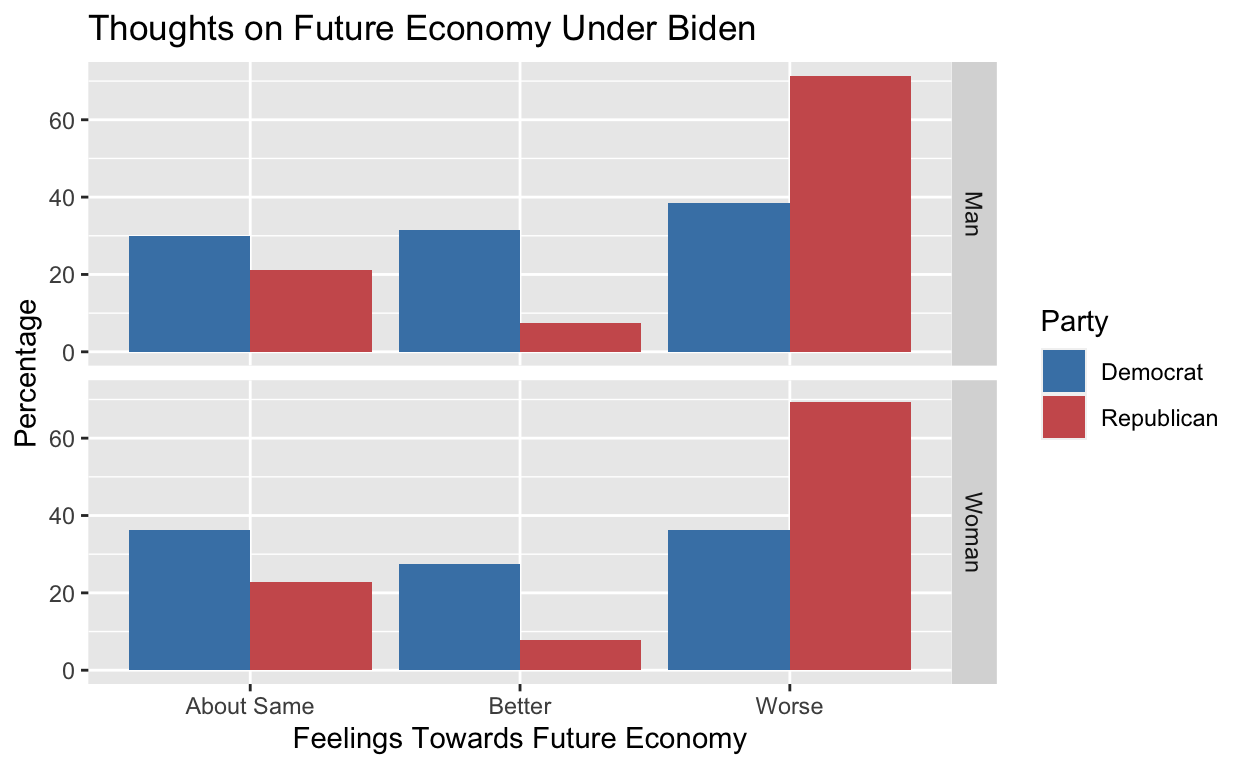 Thoughts on Future Economy Under Biden
60
40
20
0
Man
60
40
20
0
Woman
Percentage
About Same Better Worse
Feelings Towards Future Economy
Party
Democrat
Republican